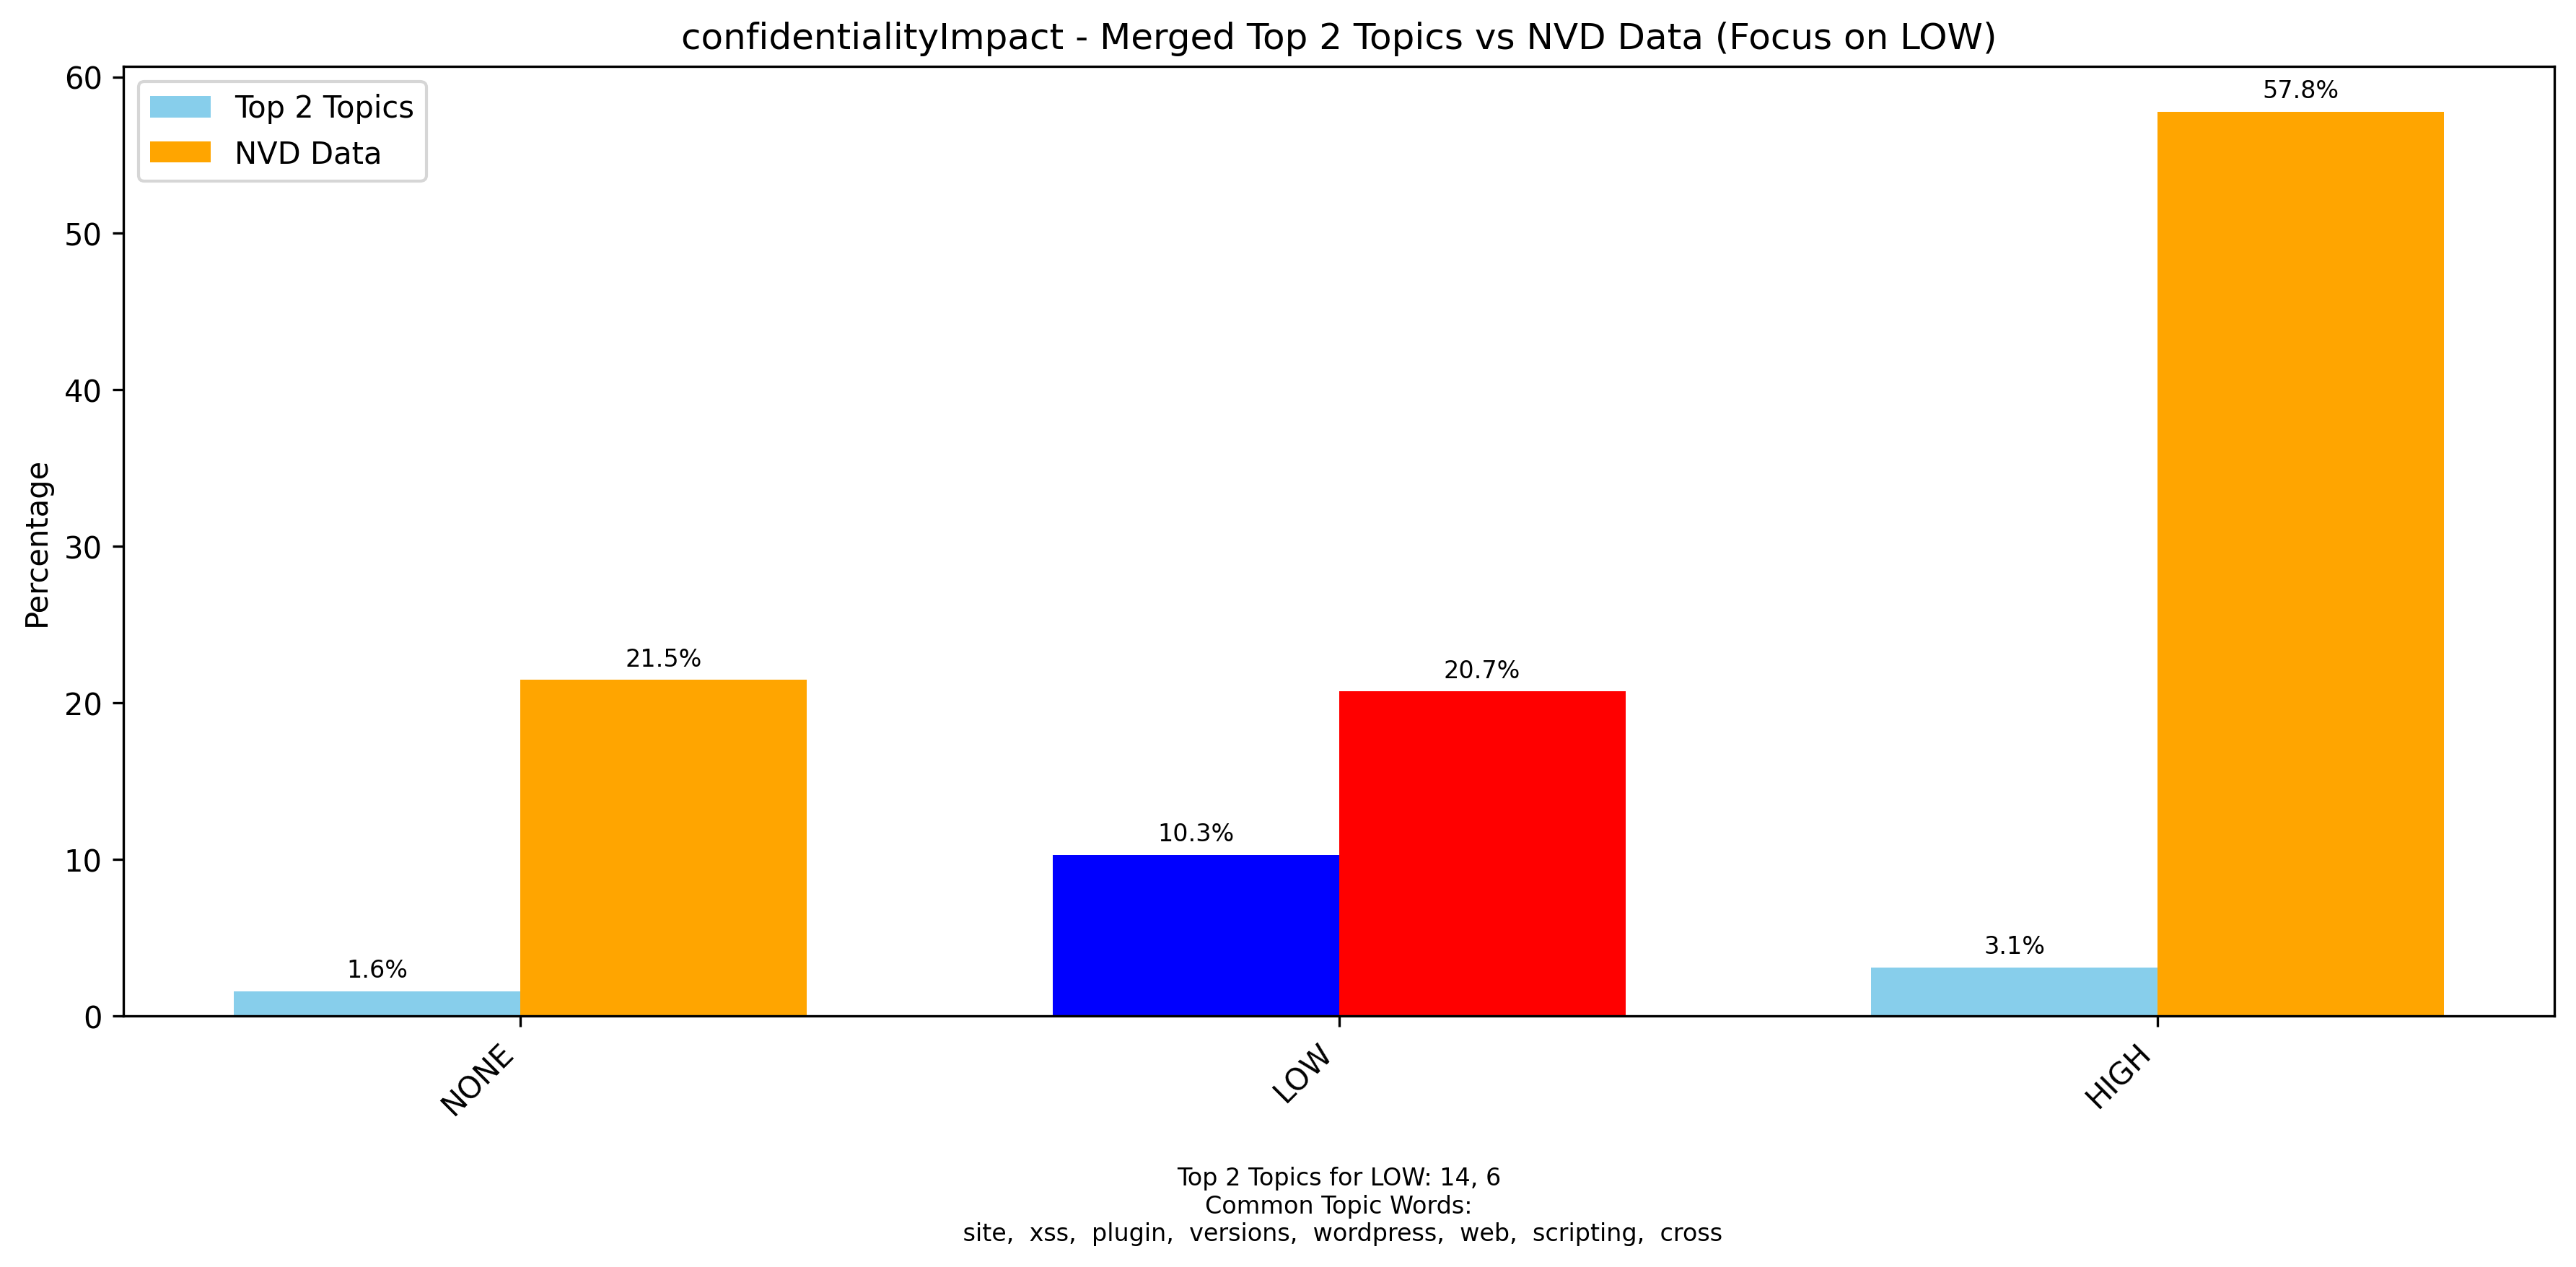 confidentialityImpact - Merged Top 2 Topics vs NVD Data (Focus on LOW)
Top 2 Topics
NVD Data
Percentage
60
50
40
30
20
10
0
1.6%
21.5%
10.3%
20.7%
3.1%
57.8%
NONE
LOW
HIGH
Top 2 Topics for LOW: 14, 6
Common Topic Words:
site, xss, plugin, versions, wordpress, web, scripting, cross